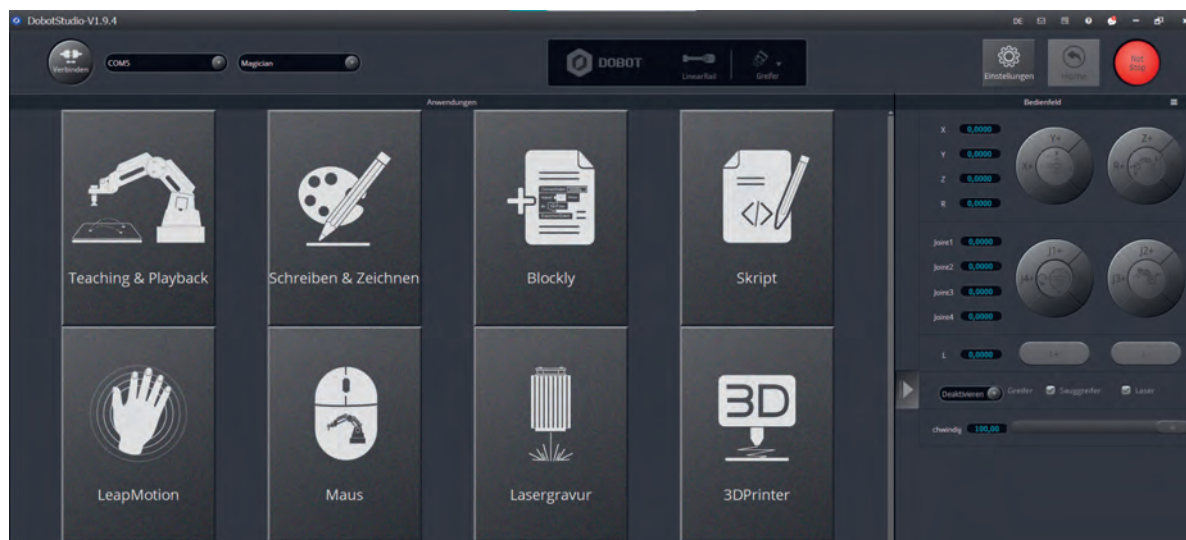 DobotStudio-V1.9.4
DE
Verbinden
COM5
Magician
DOBOT
LinearRail
Greifer
Einstellungen
Home
Not
Stop
Anwendungen
Bedienfeld
Teaching & Playback
Schreiben & Zeichnen
Blockly
Skript
LeapMotion
Maus
Lasergravur
3D
3DPrinter
X 0,0000
Y 0,0000
Z 0,0000
R 0,0000
Y+
X+
Z+
R+
Joint1 0,0000
Joint2 0,0000
Joint3 0,0000
Joint4 0,0000
J1+
J4+
J2+
J3+
L 0,0000
L+
L-
Deaktivieren Greifer Sauggreifer Laser
chwindig 100,00